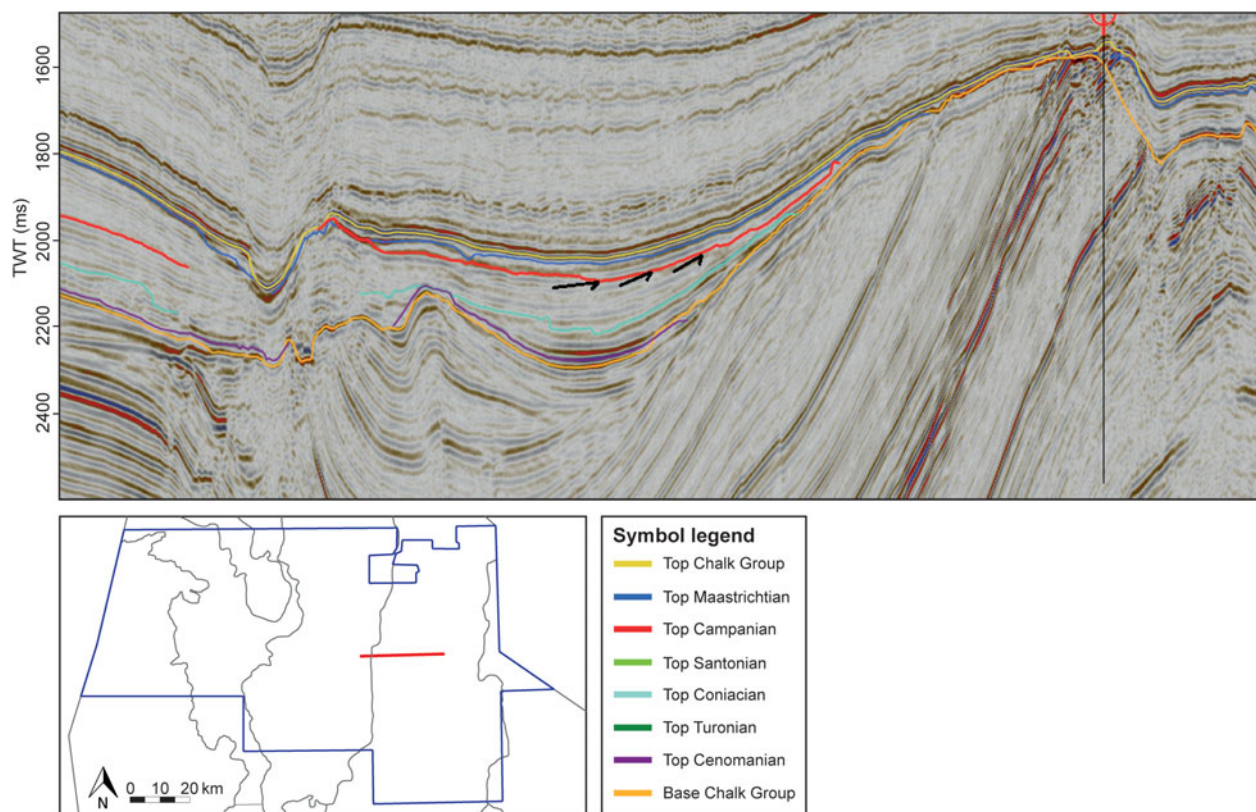 TWT (ms)
1600
1800
2000
2200
2400
N
0 10 20 km
Symbol legend
Top Chalk Group
Top Maastrichtian
Top Campanian
Top Santonian
Top Coniacian
Top Turonian
Top Cenomanian
Base Chalk Group